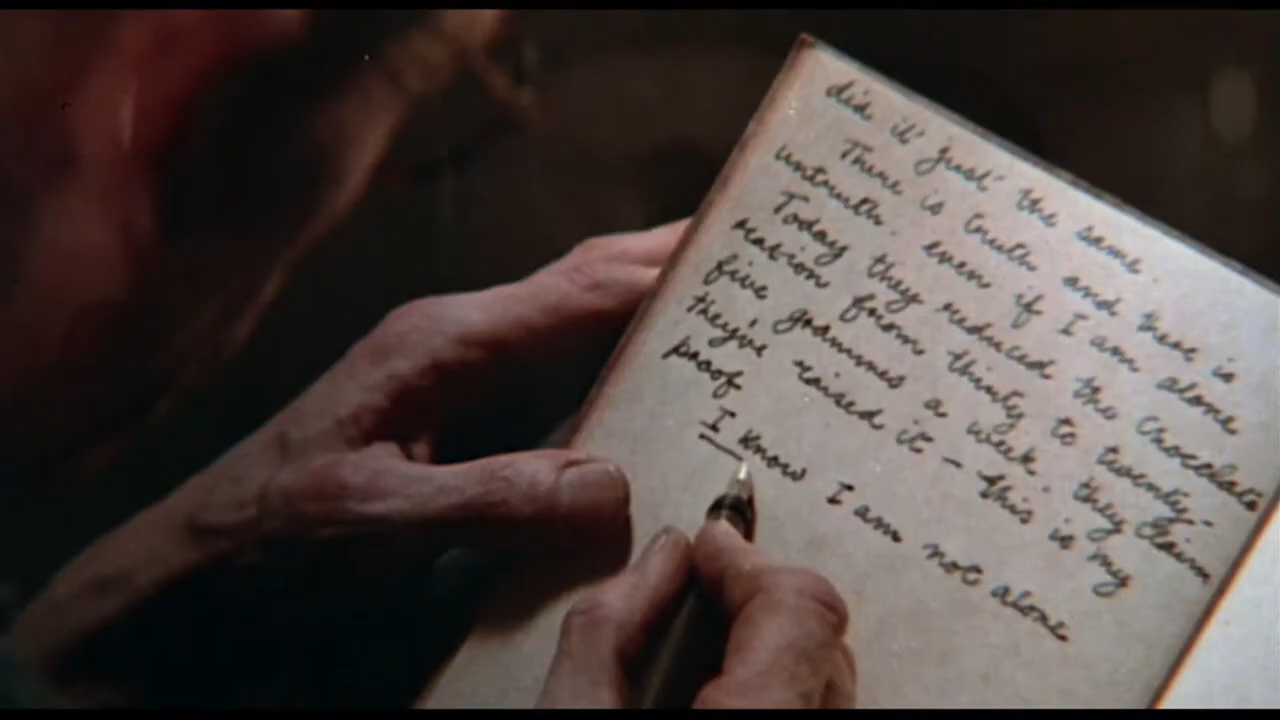 did it just the same.
There is truth and there is
untruth. even if I am alone
Today they reduced the Chocolate
ration from thirty to twenty-
five grammes a week. they claim
they've raised it - this is my
proof
I know I am not alone